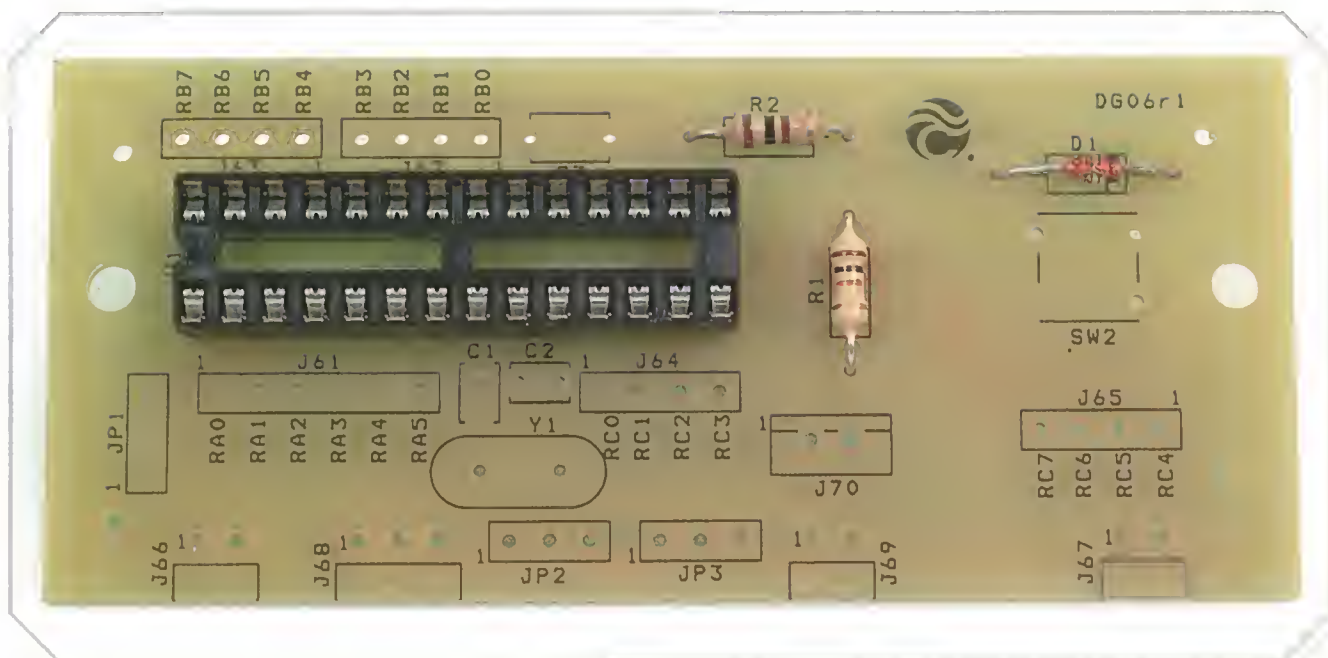 RB7
RB6
RB5
RB4
RB3
RB2
RB1
RB0
R2
DG06r1
D1
R1
SW2
1
J61
C1
C2
1
J64
JP1
1
RA0
RA1
RA2
RA3
RA4
RA5
Y1
RC0
RC1
RC2
RC3
1
J70
J65
1
RC7
RC6
RC5
RC4
J66
1
J68
1
1
JP2
1
JP3
1
J69
J67
1